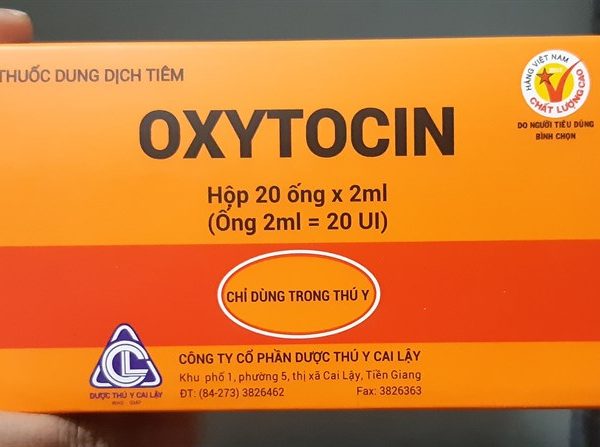 THUỐC DUNG DỊCH TIÊM
HÀNG VIỆT NAM
CHẤT LƯỢNG CAO
DO NGƯỜI TIÊU DÙNG
BÌNH CHỌN
OXYTOCIN
Hộp 20 ống x 2ml
(Ống 2ml = 20 UI)
CHỈ DÙNG TRONG THÚ Y
CL
DƯỢC THÚ Y CAI LẬY
WHO - GMP
CÔNG TY CỔ PHẦN DƯỢC THÚ Y CAI LẬY
Khu phố 1, phường 5, thị xã Cai Lậy, Tiền Giang
ĐT: (84-273) 3826462 Fax: 3826363